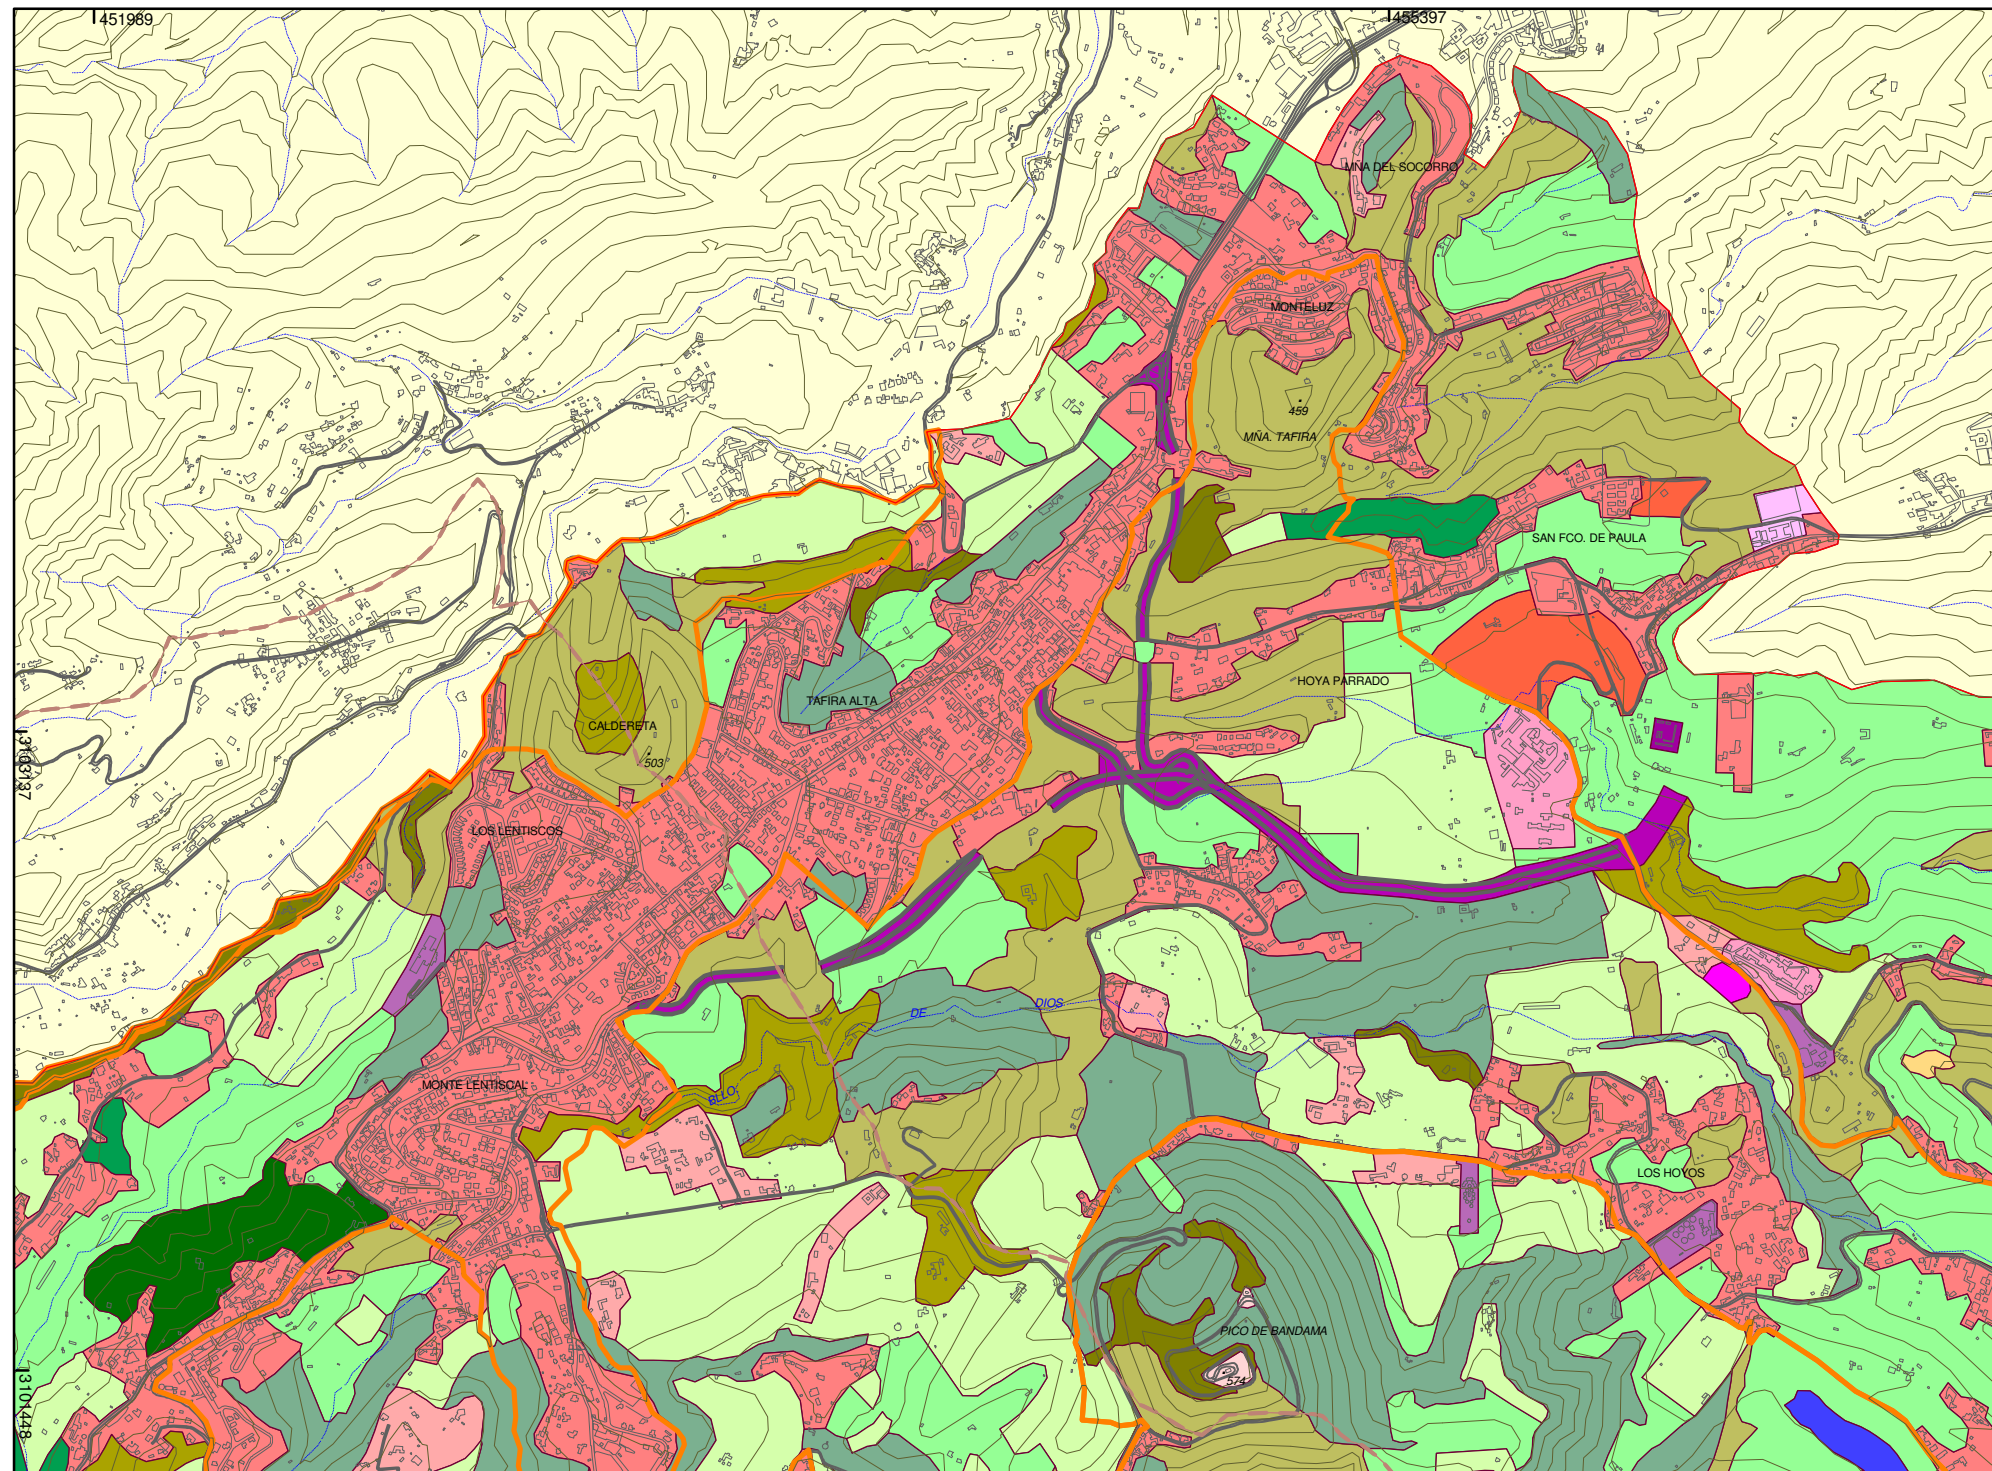 451989
455397
MÑA DEL SOCORRO
MONTELUZ
459
MÑA. TAFIRA
SAN FCO. DE PAULA
HOYA PARRADO
TAFIRA ALTA
CALDERETA
503
3103137
LOS LENTISCOS
DIOS
DE
BLLO.
MONTE LENTISCAL
LOS HOYOS
PICO DE BANDAMA
574
3101448